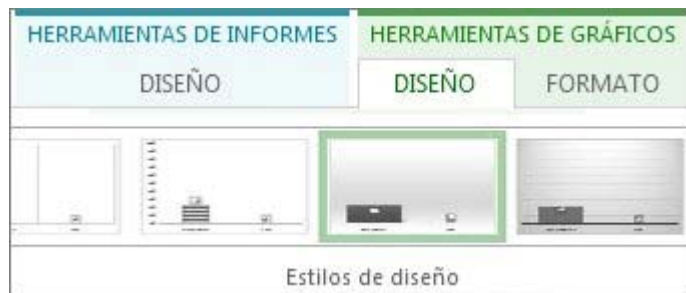 HERRAMIENTAS DE INFORMES HERRAMIENTAS DE GRÁFICOS
DISEÑO DISEÑO FORMATO
Estilos de diseño